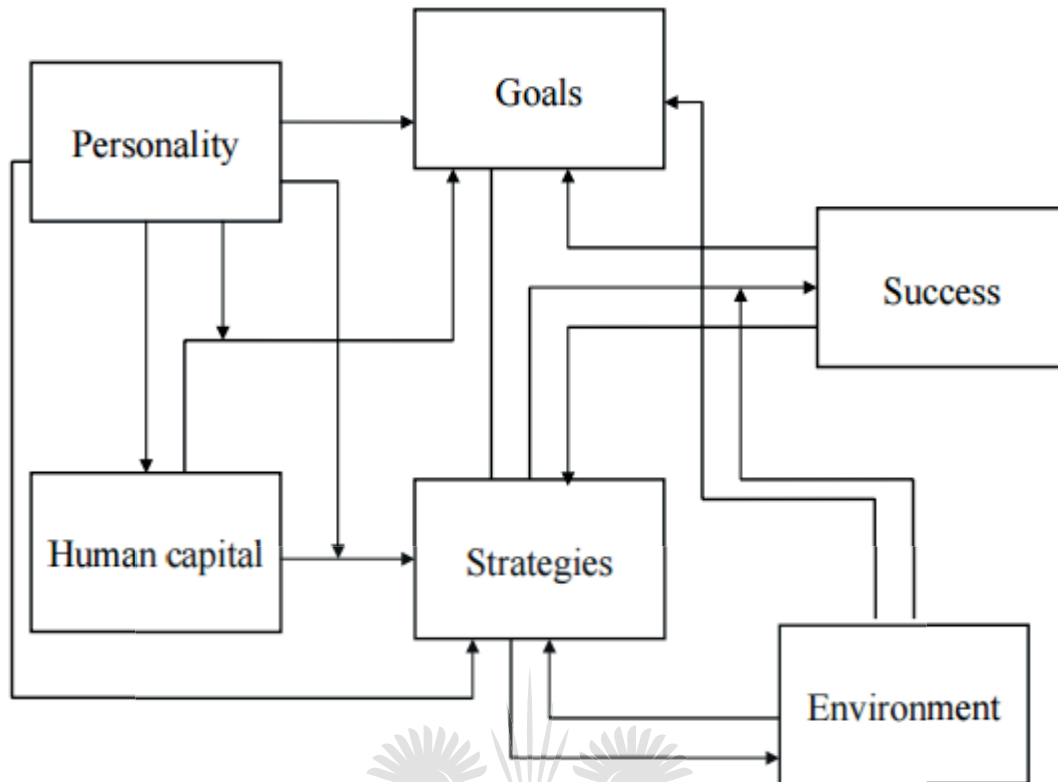 Goals
Personality
Success
Human capital
Strategies
Environment